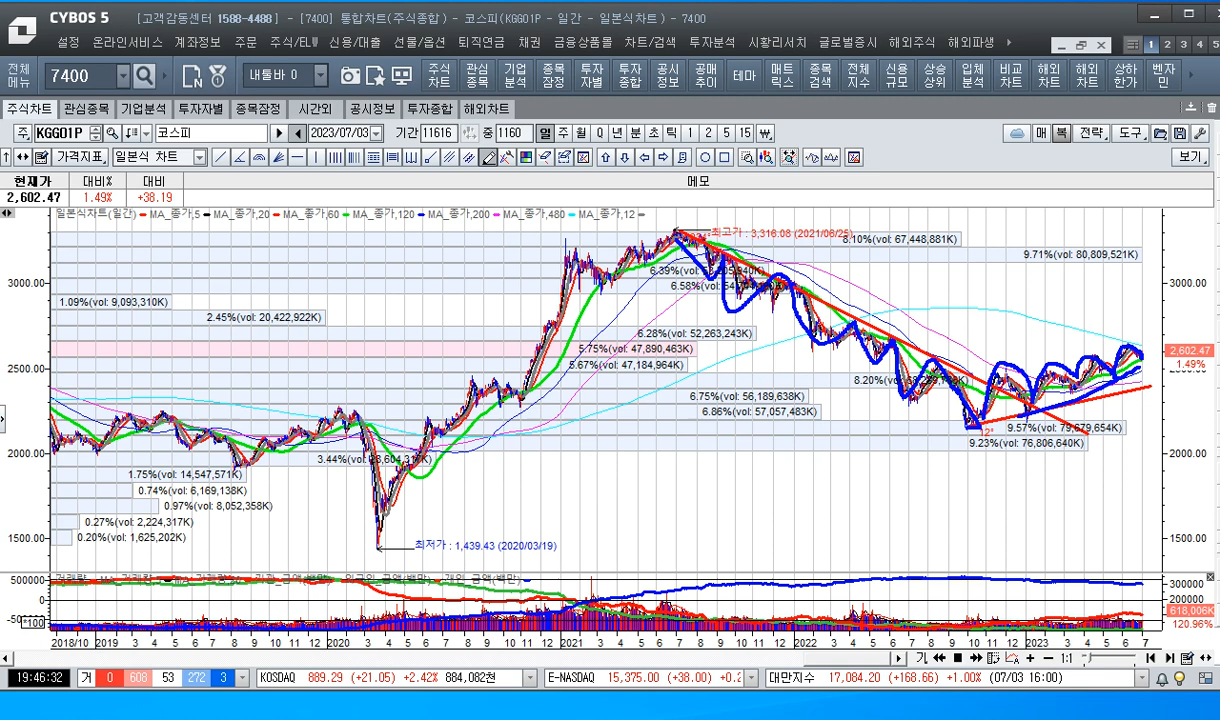 CYBOS 5 [고객감동센터 1588-4488] - [7400] 통합차트(주식종합) - 코스피(KGG01P - 일간 - 일본식차트) - 7400
설정 온라인서비스 계좌정보 주문 주식/ELW 신용/대출 선물/옵션 퇴직연금 채권 금융상품몰 차트/검색 투자분석 시황리서치 글로벌증시 해외주식 해외파생 1 2 3 4 5
전체메뉴 7400 내툴바 0 주식차트 관심종목 기업분석 종목잠정 투자자별 투자종합 공시정보 공매추이 테마 매트릭스 종목검색 전체지수 신용규모 상승상위 입체분석 비교차트 해외차트 해외차트 상하한가 벤자민
주식차트 관심종목 기업분석 투자자별 종목잠정 시간외 공시정보 투자종합 해외차트
주 KGG01P 코스피 2023/07/03 기간 11616 중 1160 일 주 월 Q 년 분 초 틱 1 2 5 15 매 복 전략 도구
가격지표 일본식 차트 보기
현재가 대비% 대비 메모
2,602.47 1.49% +38.19
일본식차트(일간) MA_종가,5 MA_종가,20 MA_종가,60 MA_종가,120 MA_종가,200 MA_종가,480 MA_종가,12
최고가 : 3,316.08 (2021/06/25)
8.10%(vol: 67,448,881K)
9.71%(vol: 80,809,521K)
3000.00 3000.00
1.09%(vol: 9,093,310K)
2.45%(vol: 20,422,922K)
6.28%(vol: 52,263,243K)
5.75%(vol: 47,890,463K)
2,602.47
1.49%
5.67%(vol: 47,184,964K)
2500.00
6.75%(vol: 56,189,638K)
6.86%(vol: 57,057,483K)
9.57%(vol: 79,679,654K)
9.23%(vol: 76,806,640K)
2000.00 2000.00
1.75%(vol: 14,547,571K)
0.74%(vol: 6,169,138K)
0.97%(vol: 8,052,358K)
0.27%(vol: 2,224,317K)
0.20%(vol: 1,625,202K)
1500.00 1500.00
최저가 : 1,439.43 (2020/03/19)
500000 300000
0 200000
*100 618,006K
120.96%
2018/10 12 2019 3 4 5 6 7 8 9 10 11 12 2020 3 4 5 6 7 8 9 10 11 2021 3 4 5 6 7 8 9 10 11 12 2022 3 4 5 6 7 8 9 10 11 12 2023 3 4 5 6 7
1:1
19:46:32 거 0 608 53 272 3 KOSDAQ 889.29 (+21.05) +2.42% 884,082천 E-NASDAQ 15,375.00 (+38.00) 대만지수 17,084.20 (+168.66) +1.00% (07/03 16:00)